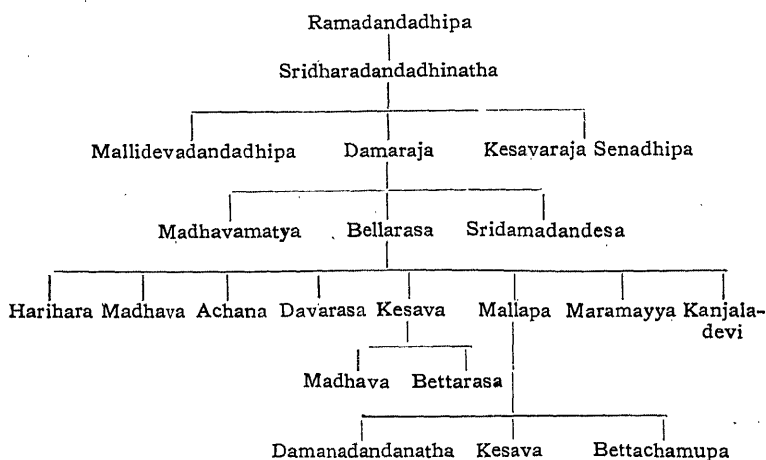 Ramadandadhipa
Sridharadandadhinatha
Mallidevadandadhipa Damaraja Kesavaraja Senadhipa
Madhavamatya Bellarasa Sridamadandesa
Harihara Madhava Achana Davarasa Kesava Mallapa Maramayya Kanjala-
devi
Madhava Bettarasa
Damanadandanatha Kesava Bettachamupa